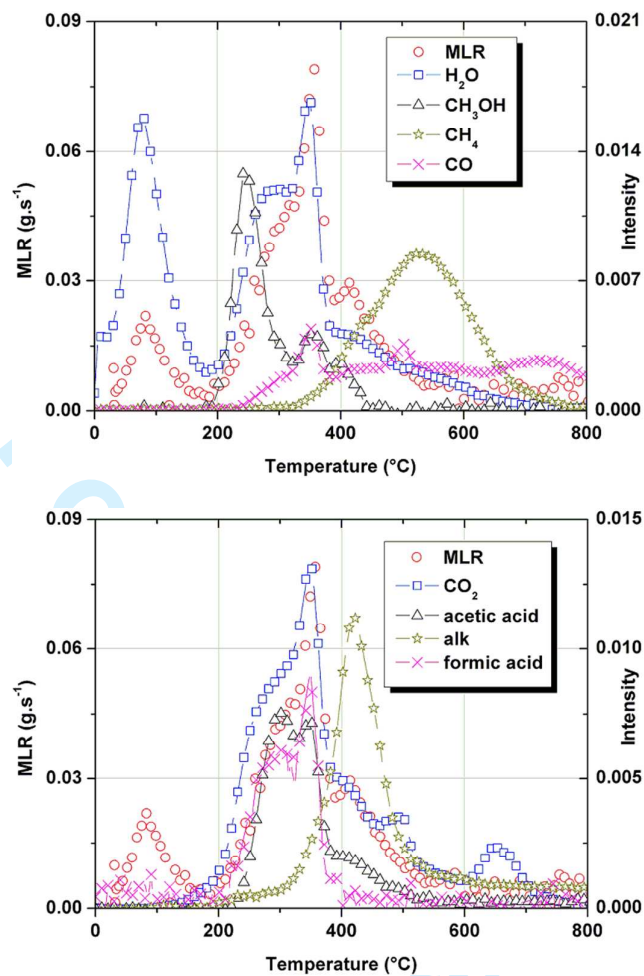 0.09
0.021
MLR
H₂O
CH₃OH
CH₄
CO
0.06
0.014
MLR (g.s⁻¹)
Intensity
0.03
0.007
0.00
0.000
0 200 400 600 800
Temperature (°C)
0.09
0.015
MLR
CO₂
acetic acid
alk
formic acid
0.06
0.010
MLR (g.s⁻¹)
Intensity
0.03
0.005
0.00
0.000
0 200 400 600 800
Temperature (°C)